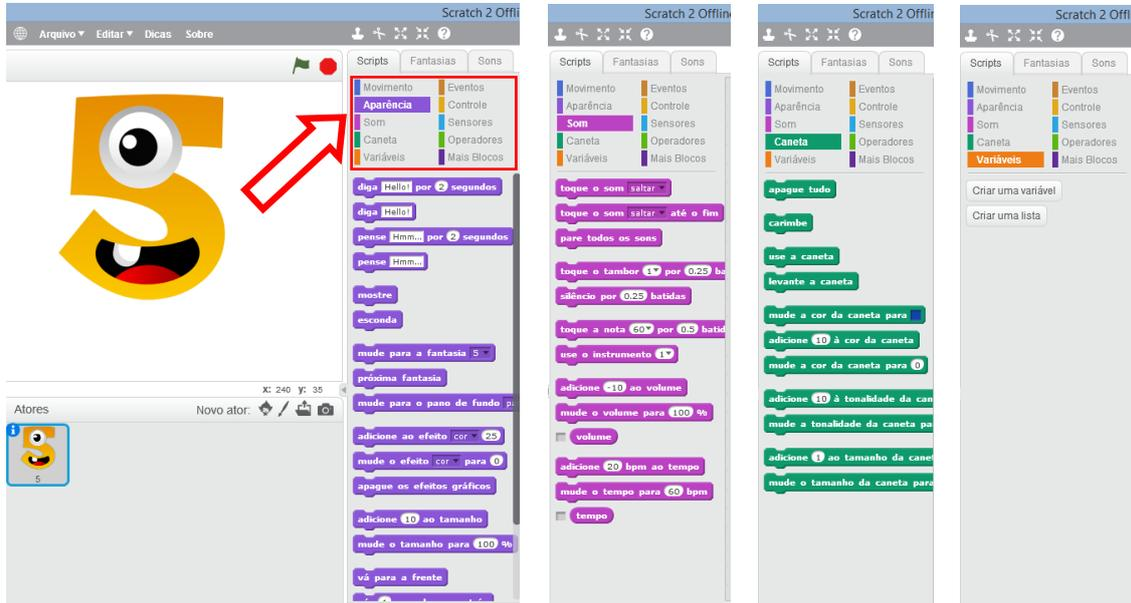 Scratch 2 Offli
Arquivo Editar Dicas Sobre
Scripts Fantasias Sons
Movimento Eventos
Aparência Controle
Som Sensores
Caneta Operadores
Variáveis Mais Blocos
diga Hello! por 2 segundos
diga Hello!
pense Hmm... por 2 segundos
pense Hmm...
mostre
esconda
mude para a fantasia 5
próxima fantasia
mude para o pano de fundo
adicione ao efeito cor 25
mude o efeito cor para 0
apague os efeitos gráficos
adicione 10 ao tamanho
mude o tamanho para 100 %
vá para a frente
x: 240 y: 35
Atores Novo ator:
5
Scratch 2 Offline
Scripts Fantasias Sons
Movimento Eventos
Aparência Controle
Som Sensores
Caneta Operadores
Variáveis Mais Blocos
toque o som saltar
toque o som saltar até o fim
pare todos os sons
toque o tambor 1 por 0.25 ba
silêncio por 0.25 batidas
toque a nota 60 por 0.5 batid
use o instrumento 1
adicione -10 ao volume
mude o volume para 100 %
volume
adicione 20 bpm ao tempo
mude o tempo para 60 bpm
tempo
Scratch 2 Offlir
Scripts Fantasias Sons
Movimento Eventos
Aparência Controle
Som Sensores
Caneta Operadores
Variáveis Mais Blocos
apague tudo
carimbe
use a caneta
levante a caneta
mude a cor da caneta para
adicione 10 à cor da caneta
mude a cor da caneta para 0
adicione 10 à tonalidade da can
mude a tonalidade da caneta pa
adicione 1 ao tamanho da canet
mude o tamanho da caneta para
Scratch 2 Offl
Scripts Fantasias Sons
Movimento Eventos
Aparência Controle
Som Sensores
Caneta Operadores
Variáveis Mais Blocos
Criar uma variável
Criar uma lista